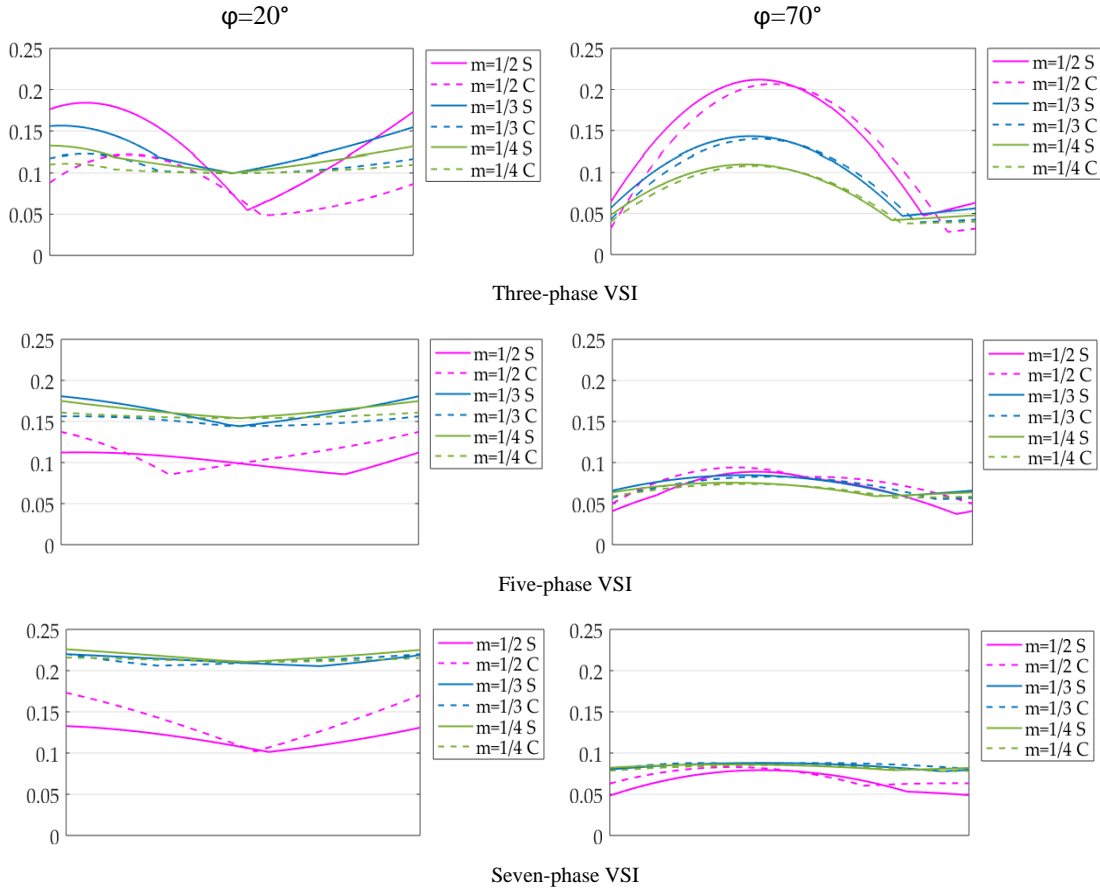 φ=20°
φ=70°
0.25
0.2
0.15
0.1
0.05
0
m=1/2 S
m=1/2 C
m=1/3 S
m=1/3 C
m=1/4 S
m=1/4 C
0.25
0.2
0.15
0.1
0.05
0
m=1/2 S
m=1/2 C
m=1/3 S
m=1/3 C
m=1/4 S
m=1/4 C
Three-phase VSI
0.25
0.2
0.15
0.1
0.05
0
m=1/2 S
m=1/2 C
m=1/3 S
m=1/3 C
m=1/4 S
m=1/4 C
0.25
0.2
0.15
0.1
0.05
0
m=1/2 S
m=1/2 C
m=1/3 S
m=1/3 C
m=1/4 S
m=1/4 C
Five-phase VSI
0.25
0.2
0.15
0.1
0.05
0
m=1/2 S
m=1/2 C
m=1/3 S
m=1/3 C
m=1/4 S
m=1/4 C
0.25
0.2
0.15
0.1
0.05
0
m=1/2 S
m=1/2 C
m=1/3 S
m=1/3 C
m=1/4 S
m=1/4 C
Seven-phase VSI